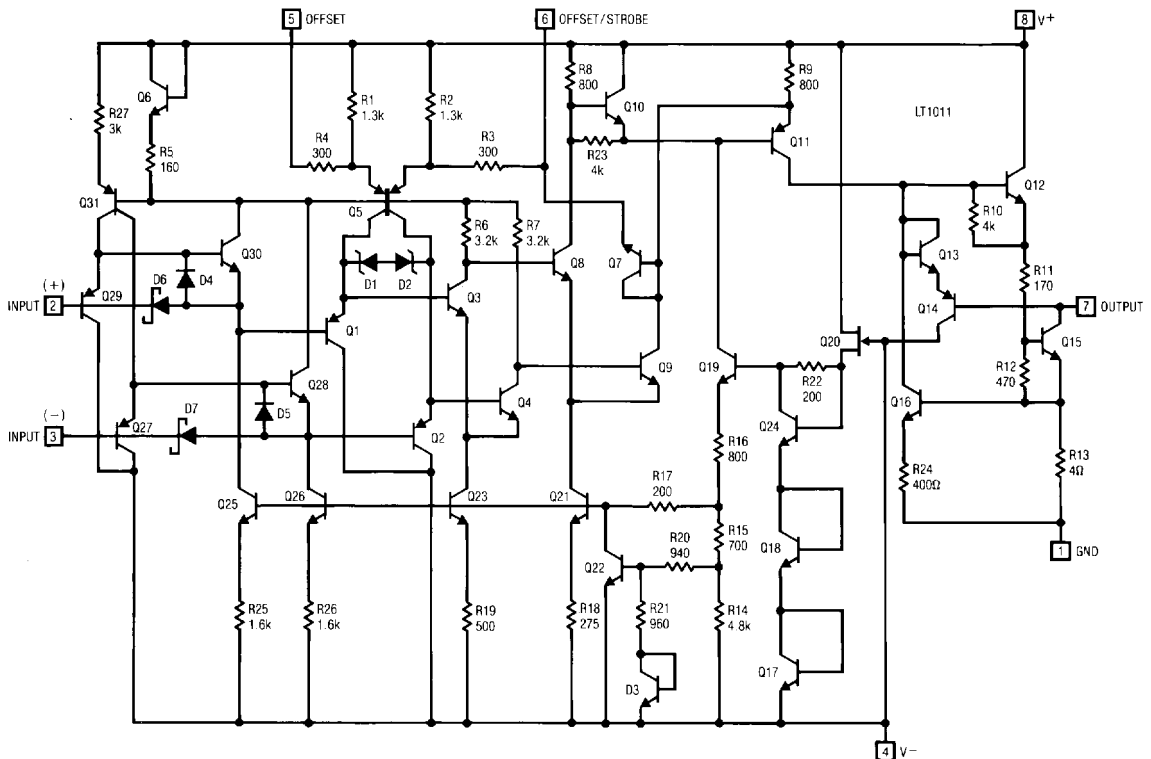 5 OFFSET
6 OFFSET/STROBE
8 V+
R8 800
R9 800
Q6
Q10
LT1011
R27 3k
R1 1.3k
R2 1.3k
R5 160
R4 300
R3 300
R23 4k
Q11
Q12
Q31
Q5
R6 3.2k
R7 3.2k
R10 4k
Q30
Q8
Q7
Q13
(+)
INPUT 2
Q29
D6
D4
D1
D2
Q3
R11 170
Q14
7 OUTPUT
Q1
Q20
Q15
Q28
Q19
Q9
R22 200
R12 470
(-)
INPUT 3
Q27
D7
D5
Q4
Q16
Q24
Q2
R16 800
R13 4Ω
R24 400Ω
Q25
Q26
Q23
Q21
R17 200
R15 700
1 GND
Q22
R20 940
Q18
R25 1.6k
R26 1.6k
R19 500
R18 275
R21 960
R14 4.8k
Q17
D3
4 V−